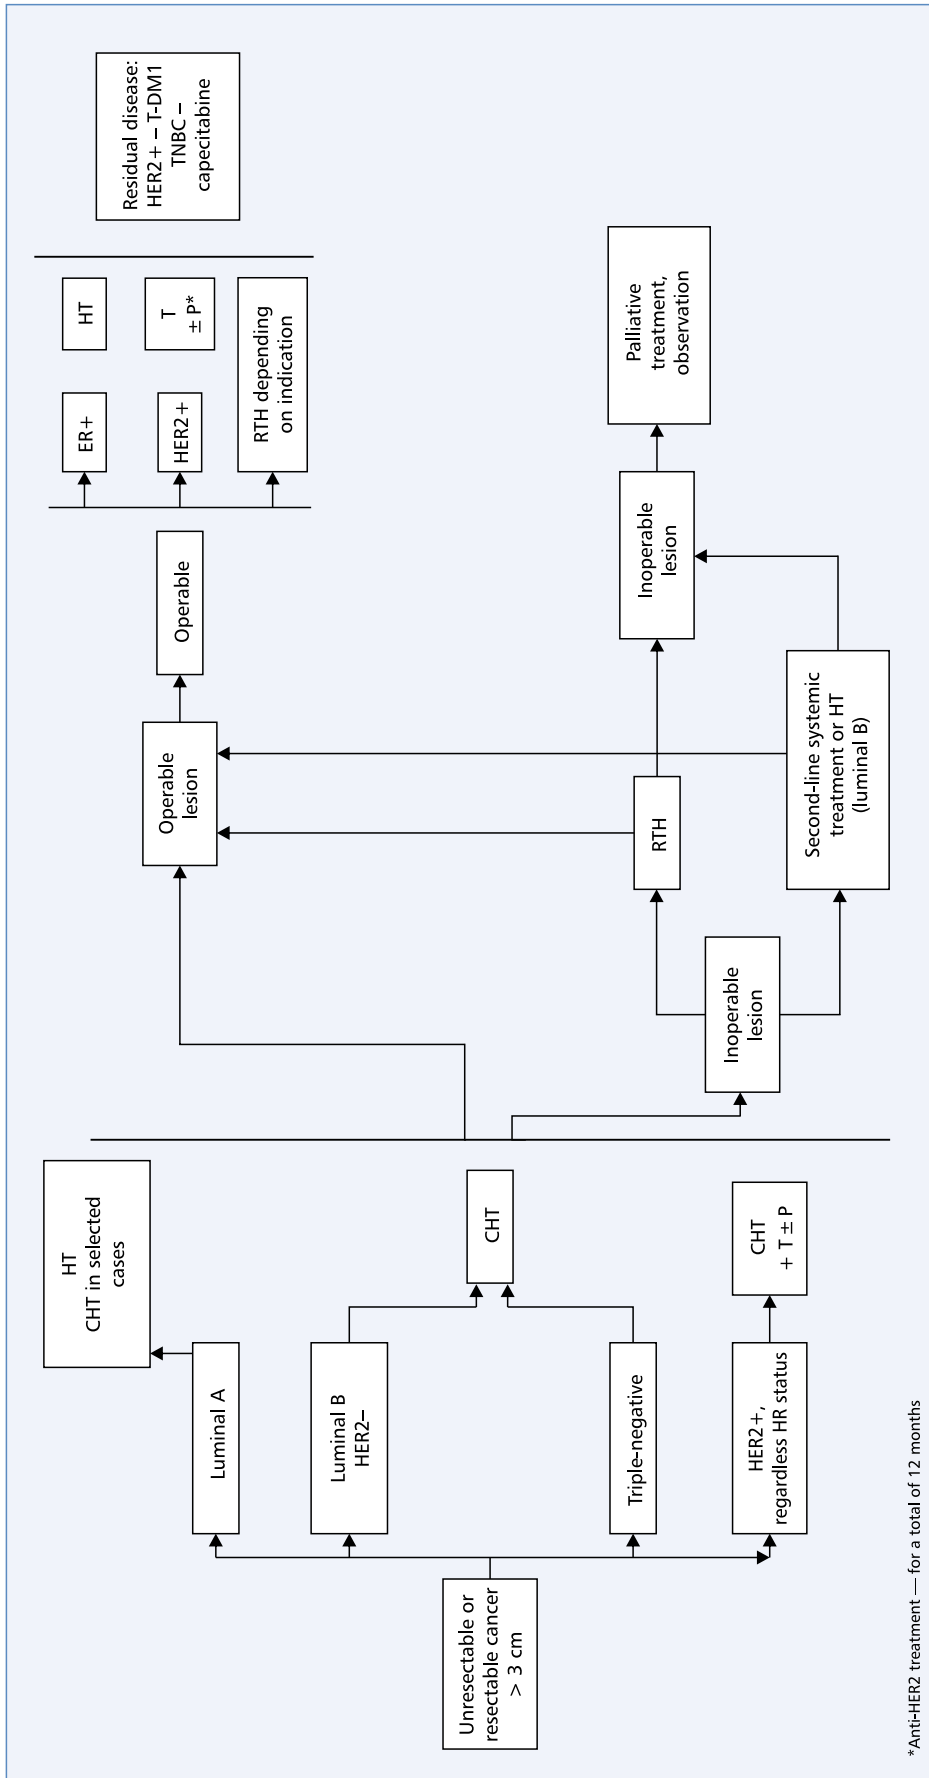 Unresectable or
resectable cancer
> 3 cm
Luminal A
HT
CHT in selected
cases
Luminal B
HER2–
Triple-negative
CHT
HER2+,
regardless HR status
CHT
+ T ± P
Operable
lesion
Operable
Inoperable
lesion
RTH
Second-line systemic
treatment or HT
(luminal B)
Inoperable
lesion
Palliative
treatment,
observation
ER+
HT
HER2+
T
± P*
RTH depending
on indication
Residual disease:
HER2+ – T-DM1
TNBC –
capecitabine
*Anti-HER2 treatment — for a total of 12 months